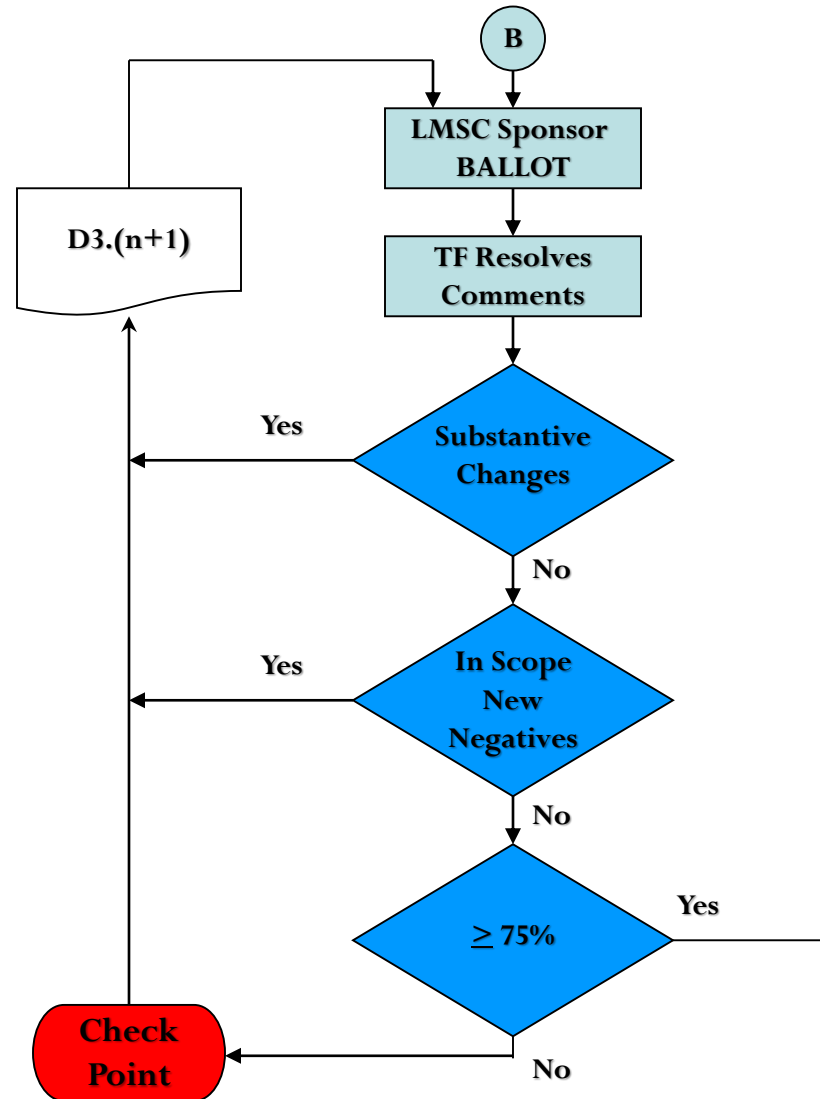 B
LMSC Sponsor
BALLOT
D3.(n+1)
TF Resolves
Comments
Yes
Substantive
Changes
No
Yes
In Scope
New
Negatives
No
≥ 75%
Yes
Check
Point
No